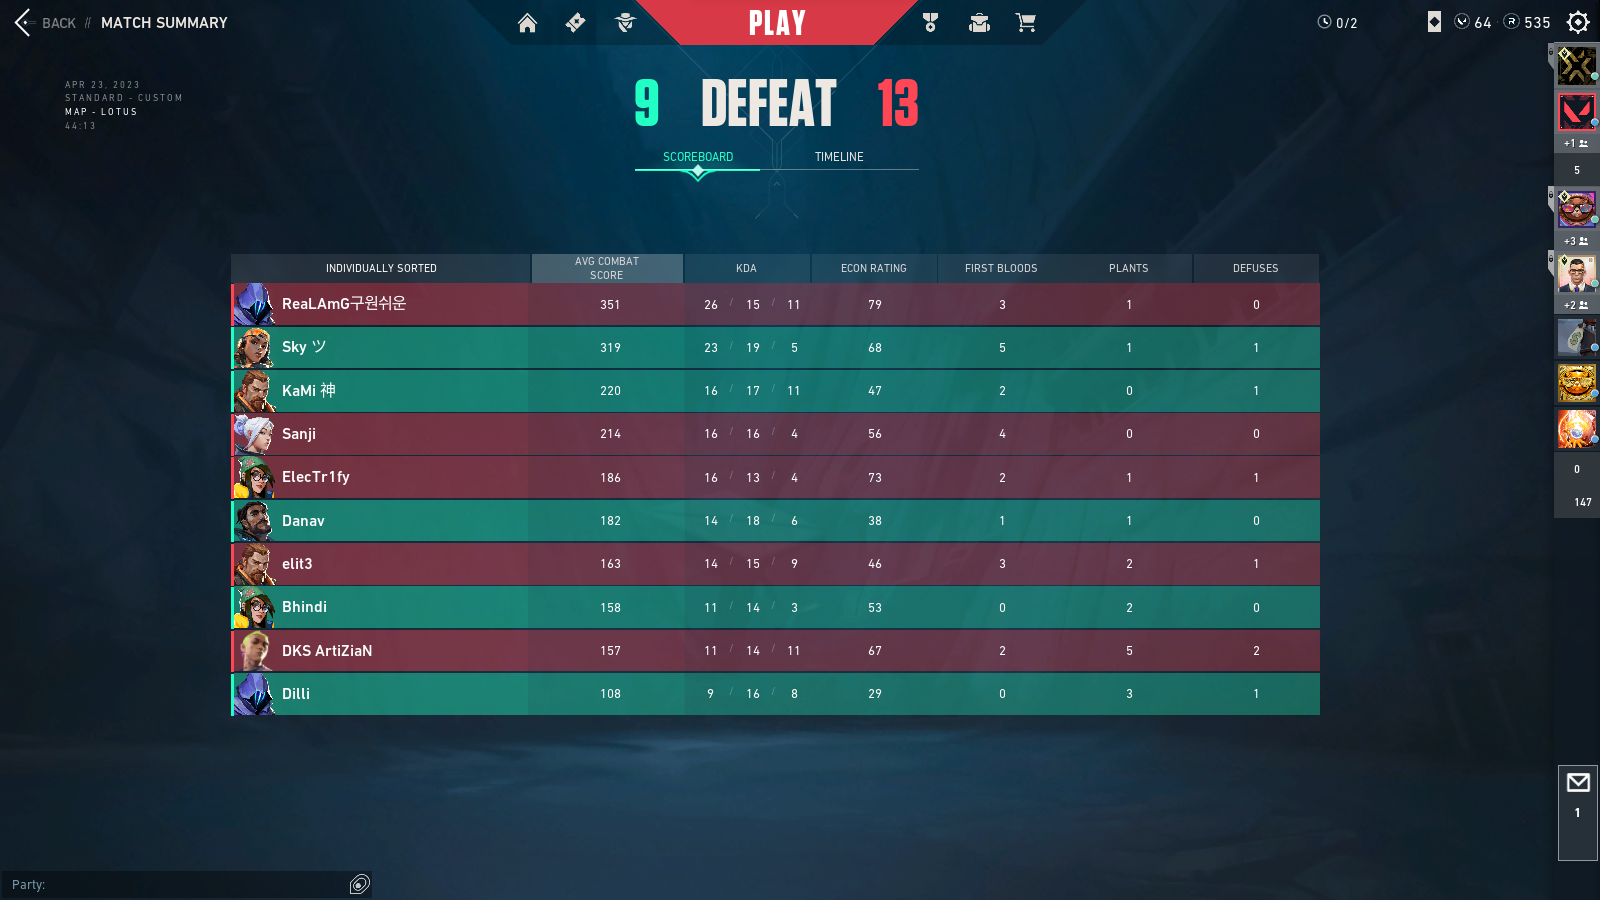 BACK // MATCH SUMMARY
PLAY
0/2
64
535
APR 23, 2023
STANDARD - CUSTOM
MAP - LOTUS
44:13
9 DEFEAT 13
SCOREBOARD TIMELINE
INDIVIDUALLY SORTED AVG COMBAT SCORE KDA ECON RATING FIRST BLOODS PLANTS DEFUSES
ReaLAmG구원쉬운 351 26 / 15 / 11 79 3 1 0
Sky ツ 319 23 / 19 / 5 68 5 1 1
KaMi 神 220 16 / 17 / 11 47 2 0 1
Sanji 214 16 / 16 / 4 56 4 0 0
ElecTr1fy 186 16 / 13 / 4 73 2 1 1
Danav 182 14 / 18 / 6 38 1 1 0
elit3 163 14 / 15 / 9 46 3 2 1
Bhindi 158 11 / 14 / 3 53 0 2 0
DKS ArtiZiaN 157 11 / 14 / 11 67 2 5 2
Dilli 108 9 / 16 / 8 29 0 3 1
+1
5
+3
+2
0
147
1
Party: